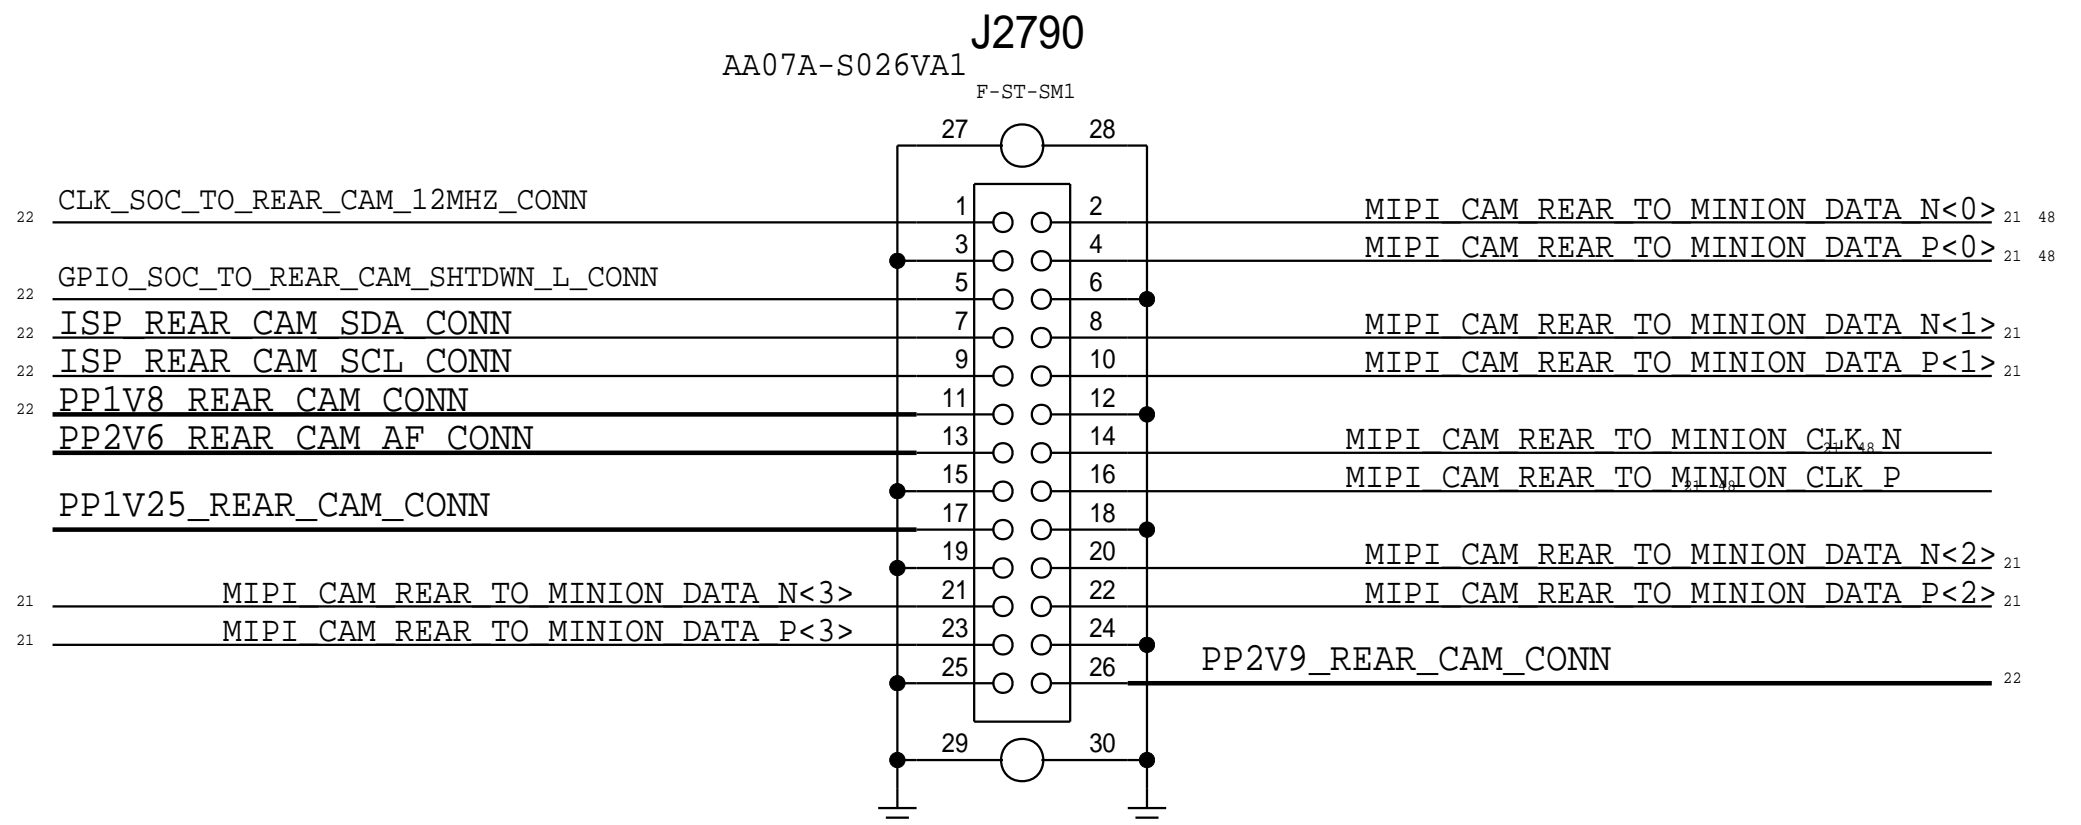 J2790
AA07A-S026VA1
F-ST-SM1
27 28
22 CLK_SOC_TO_REAR_CAM_12MHZ_CONN 1 2 MIPI_CAM_REAR_TO_MINION_DATA_N<0> 21 48
3 4 MIPI_CAM_REAR_TO_MINION_DATA_P<0> 21 48
22 GPIO_SOC_TO_REAR_CAM_SHTDWN_L_CONN 5 6
22 ISP_REAR_CAM_SDA_CONN 7 8 MIPI_CAM_REAR_TO_MINION_DATA_N<1> 21
22 ISP_REAR_CAM_SCL_CONN 9 10 MIPI_CAM_REAR_TO_MINION_DATA_P<1> 21
22 PP1V8_REAR_CAM_CONN 11 12
PP2V6_REAR_CAM_AF_CONN 13 14 MIPI_CAM_REAR_TO_MINION_CLK_N 21 48
15 16 MIPI_CAM_REAR_TO_MINION_CLK_P 21 48
PP1V25_REAR_CAM_CONN 17 18
19 20 MIPI_CAM_REAR_TO_MINION_DATA_N<2> 21
21 MIPI_CAM_REAR_TO_MINION_DATA_N<3> 21 22 MIPI_CAM_REAR_TO_MINION_DATA_P<2> 21
21 MIPI_CAM_REAR_TO_MINION_DATA_P<3> 23 24
25 26 PP2V9_REAR_CAM_CONN 22
29 30